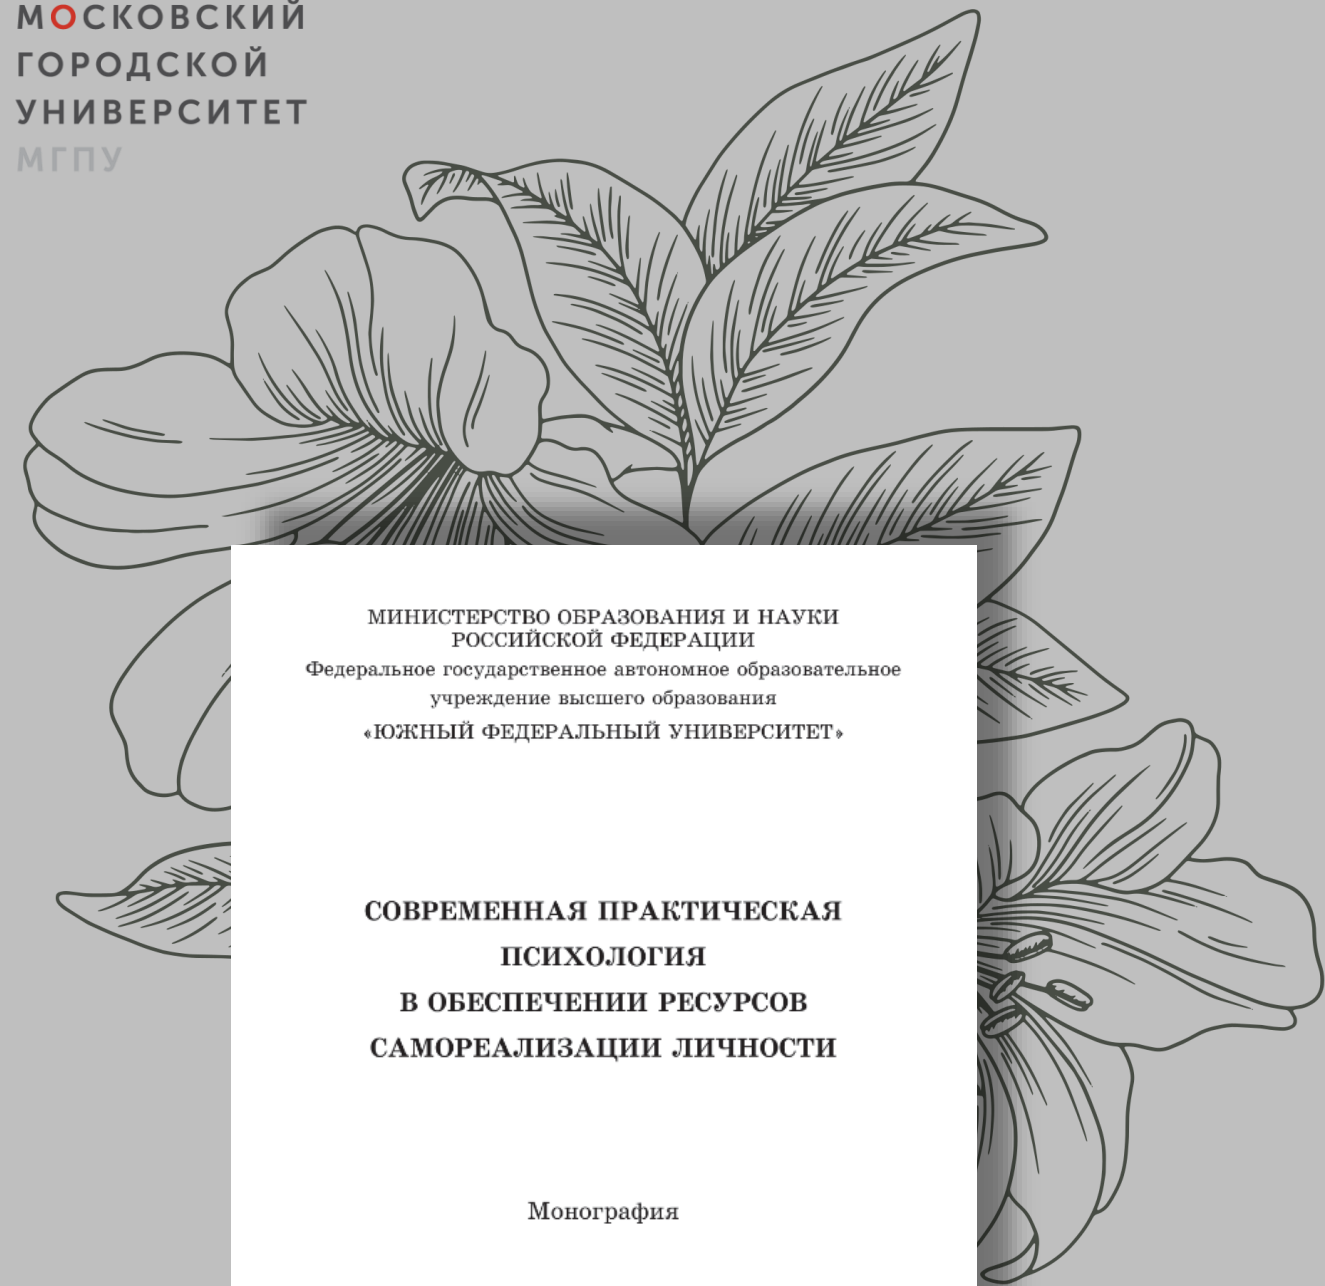 МОСКОВСКИЙ
ГОРОДСКОЙ
УНИВЕРСИТЕТ
МГПУ
МИНИСТЕРСТВО ОБРАЗОВАНИЯ И НАУКИ
РОССИЙСКОЙ ФЕДЕРАЦИИ
Федеральное государственное автономное образовательное
учреждение высшего образования
«ЮЖНЫЙ ФЕДЕРАЛЬНЫЙ УНИВЕРСИТЕТ»
СОВРЕМЕННАЯ ПРАКТИЧЕСКАЯ
ПСИХОЛОГИЯ
В ОБЕСПЕЧЕНИИ РЕСУРСОВ
САМОРЕАЛИЗАЦИИ ЛИЧНОСТИ
Монография